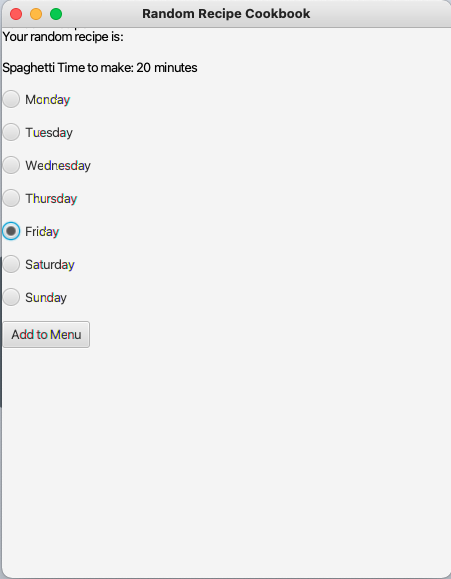 Random Recipe Cookbook
Your random recipe is:
Spaghetti Time to make: 20 minutes
Monday
Tuesday
Wednesday
Thursday
Friday
Saturday
Sunday
Add to Menu